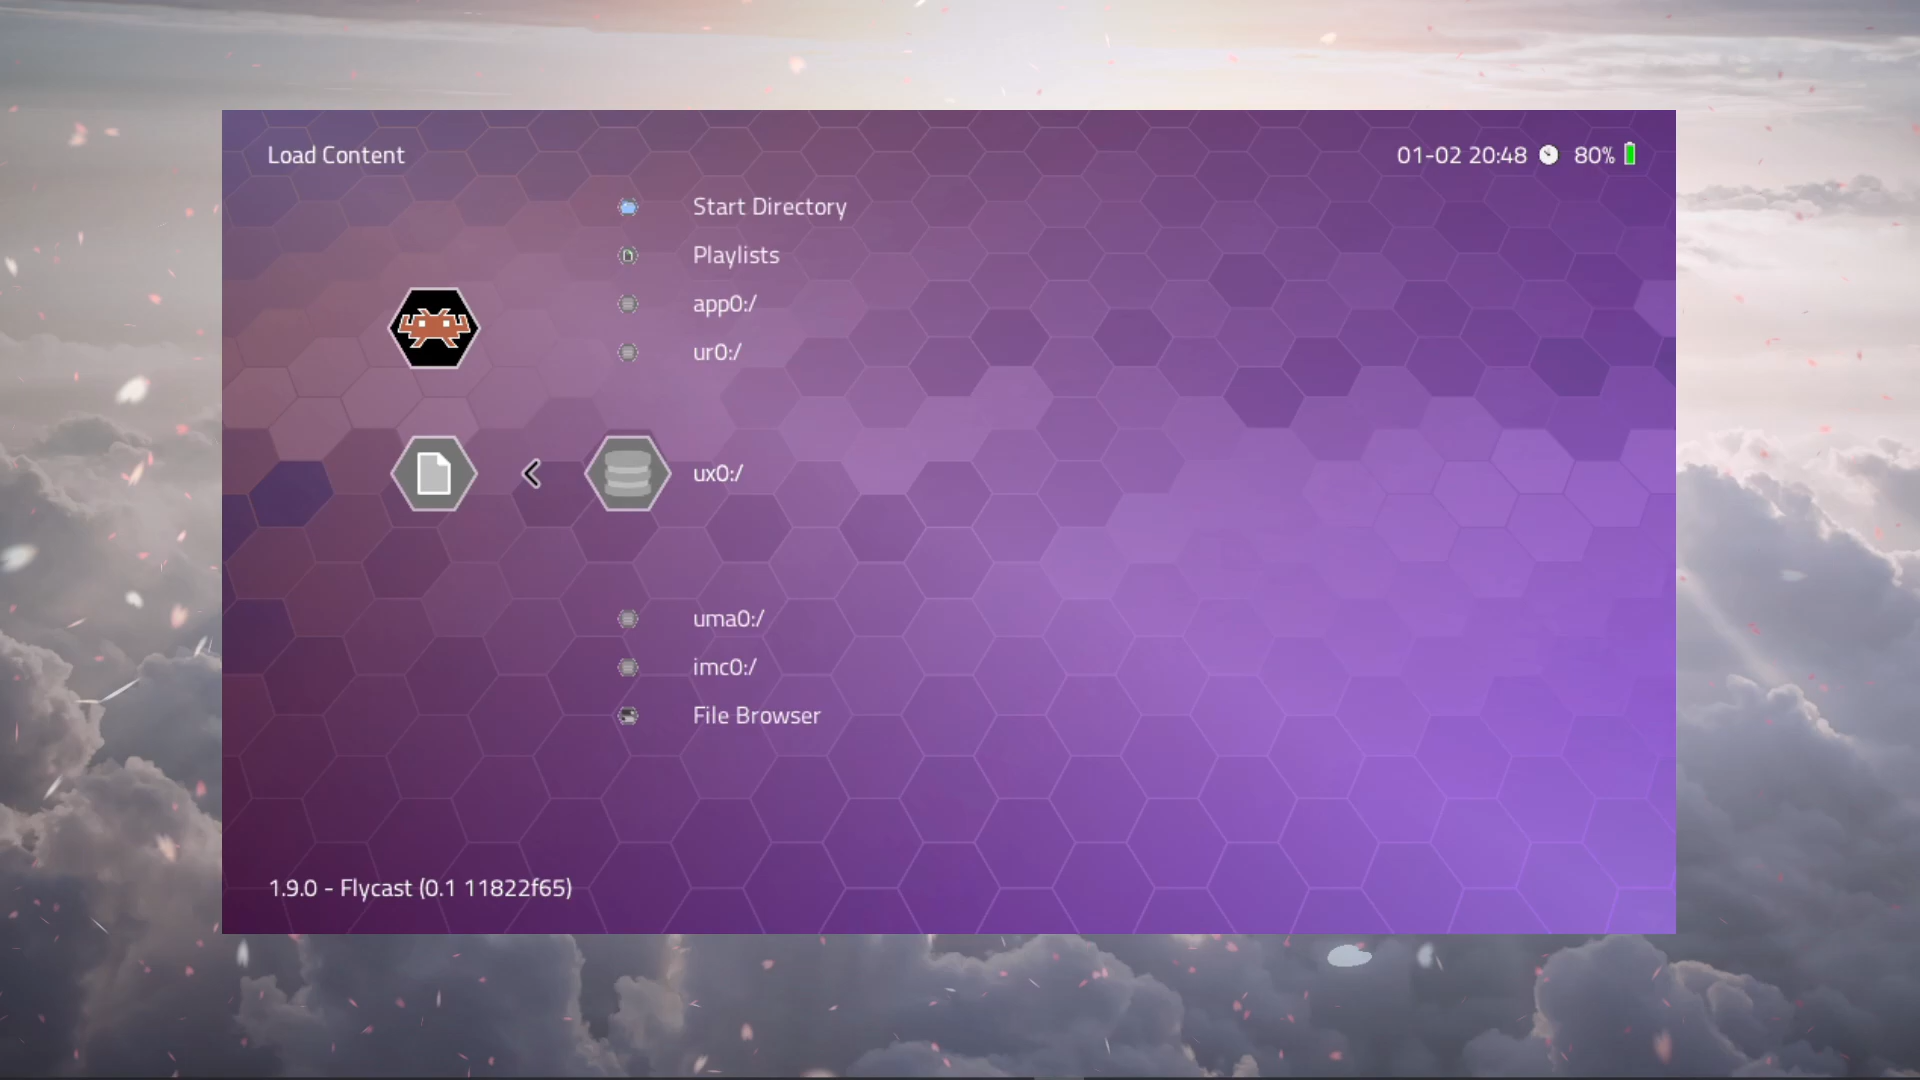 Load Content
01-02 20:48 80%
Start Directory
Playlists
app0:/
ur0:/
ux0:/
uma0:/
imc0:/
File Browser
1.9.0 - Flycast (0.1 11822f65)